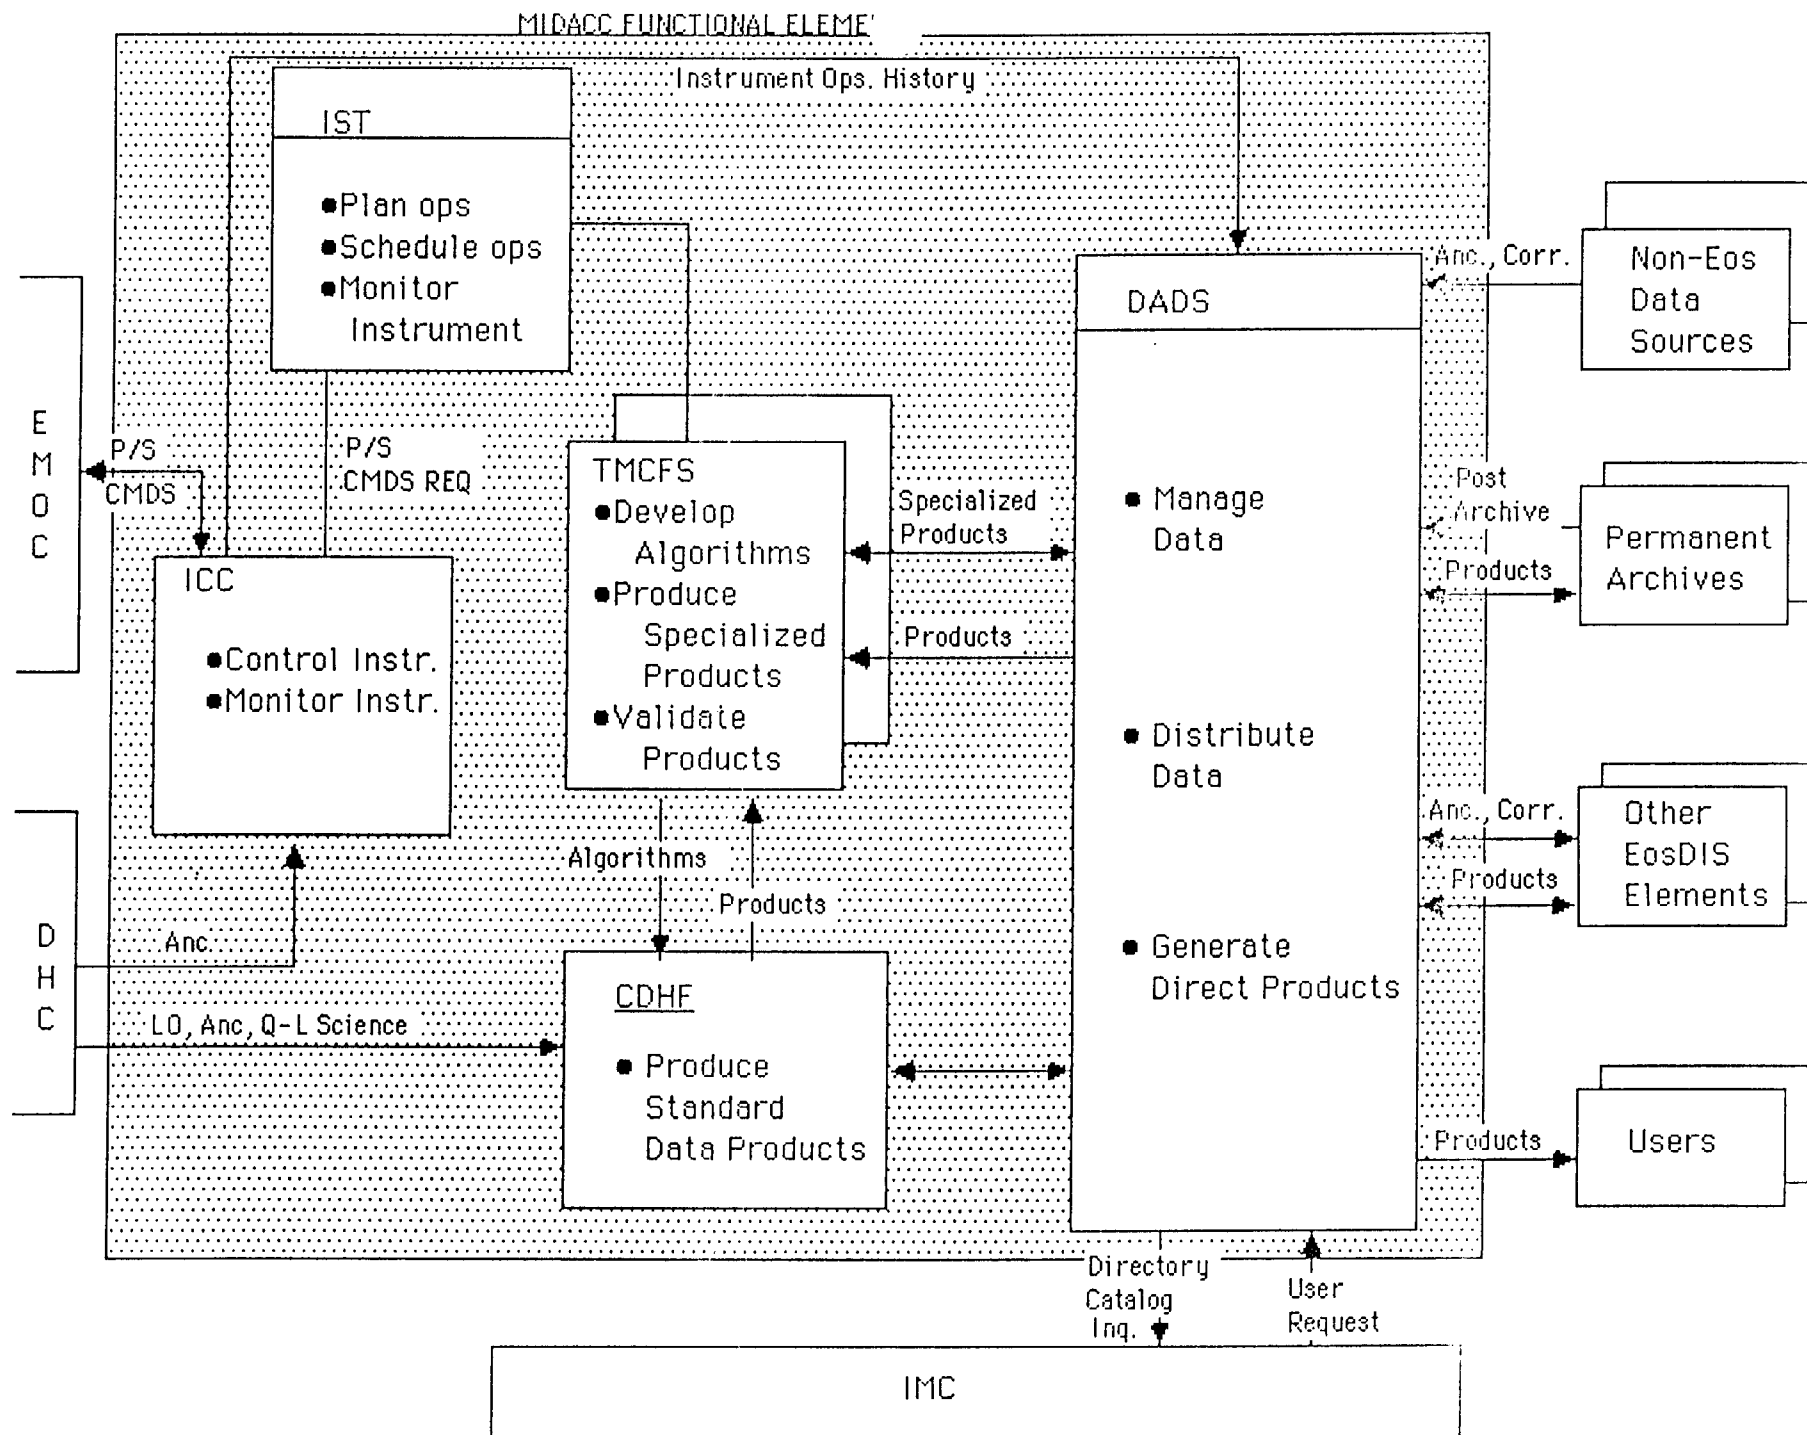 MIDACC FUNCTIONAL ELEME
Instrument Ops. History
IST
●Plan ops
●Schedule ops
●Monitor
Instrument
E
M
O
C
P/S
CMDS
P/S
CMDS REQ
ICC
●Control Instr.
●Monitor Instr.
TMCFS
●Develop
Algorithms
●Produce
Specialized
Products
●Validate
Products
Specialized
Products
Products
DADS
● Manage
Data
● Distribute
Data
● Generate
Direct Products
Anc., Corr.
Non-Eos
Data
Sources
Post
Archive
Products
Permanent
Archives
Anc., Corr.
Products
Other
EosDIS
Elements
Products
Users
D
H
C
Anc
LO, Anc, Q-L Science
Algorithms
Products
CDHF
● Produce
Standard
Data Products
Directory
Catalog
Inq.
User
Request
IMC